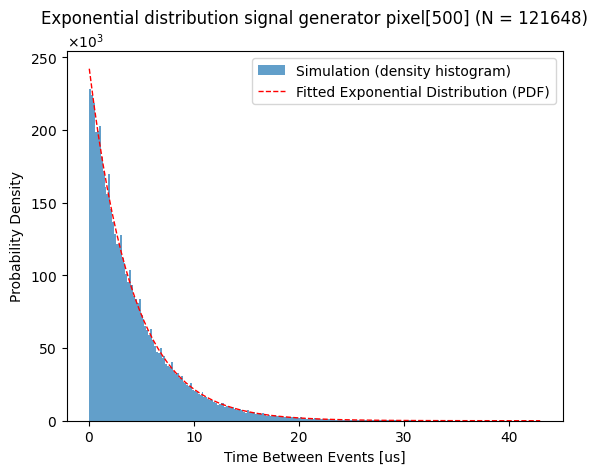 Exponential distribution signal generator pixel[500] (N = 121648)
×10³
250
200
150
100
50
0
Probability Density
Simulation (density histogram)
Fitted Exponential Distribution (PDF)
0 10 20 30 40
Time Between Events [us]